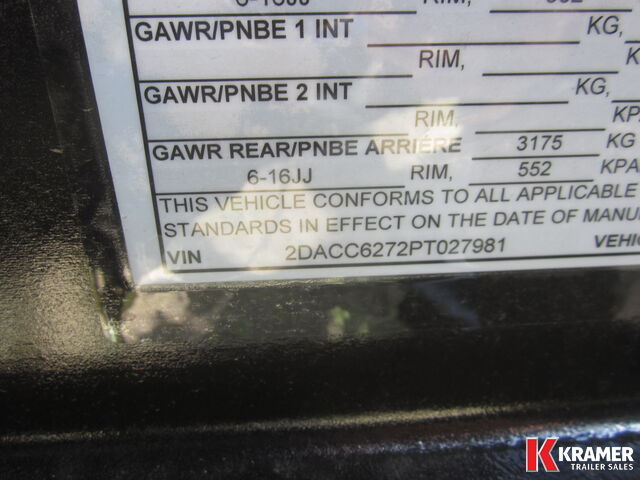 GAWR/PNBE 1 INT KG,
RIM,
GAWR/PNBE 2 INT KG,
RIM, KPA
GAWR REAR/PNBE ARRIÈRE 3175 KG
6-16JJ RIM, 552 KPA
THIS VEHICLE CONFORMS TO ALL APPLICABLE
STANDARDS IN EFFECT ON THE DATE OF MANU
VIN 2DACC6272PT027981 VEHIC
KRAMER
TRAILER SALES